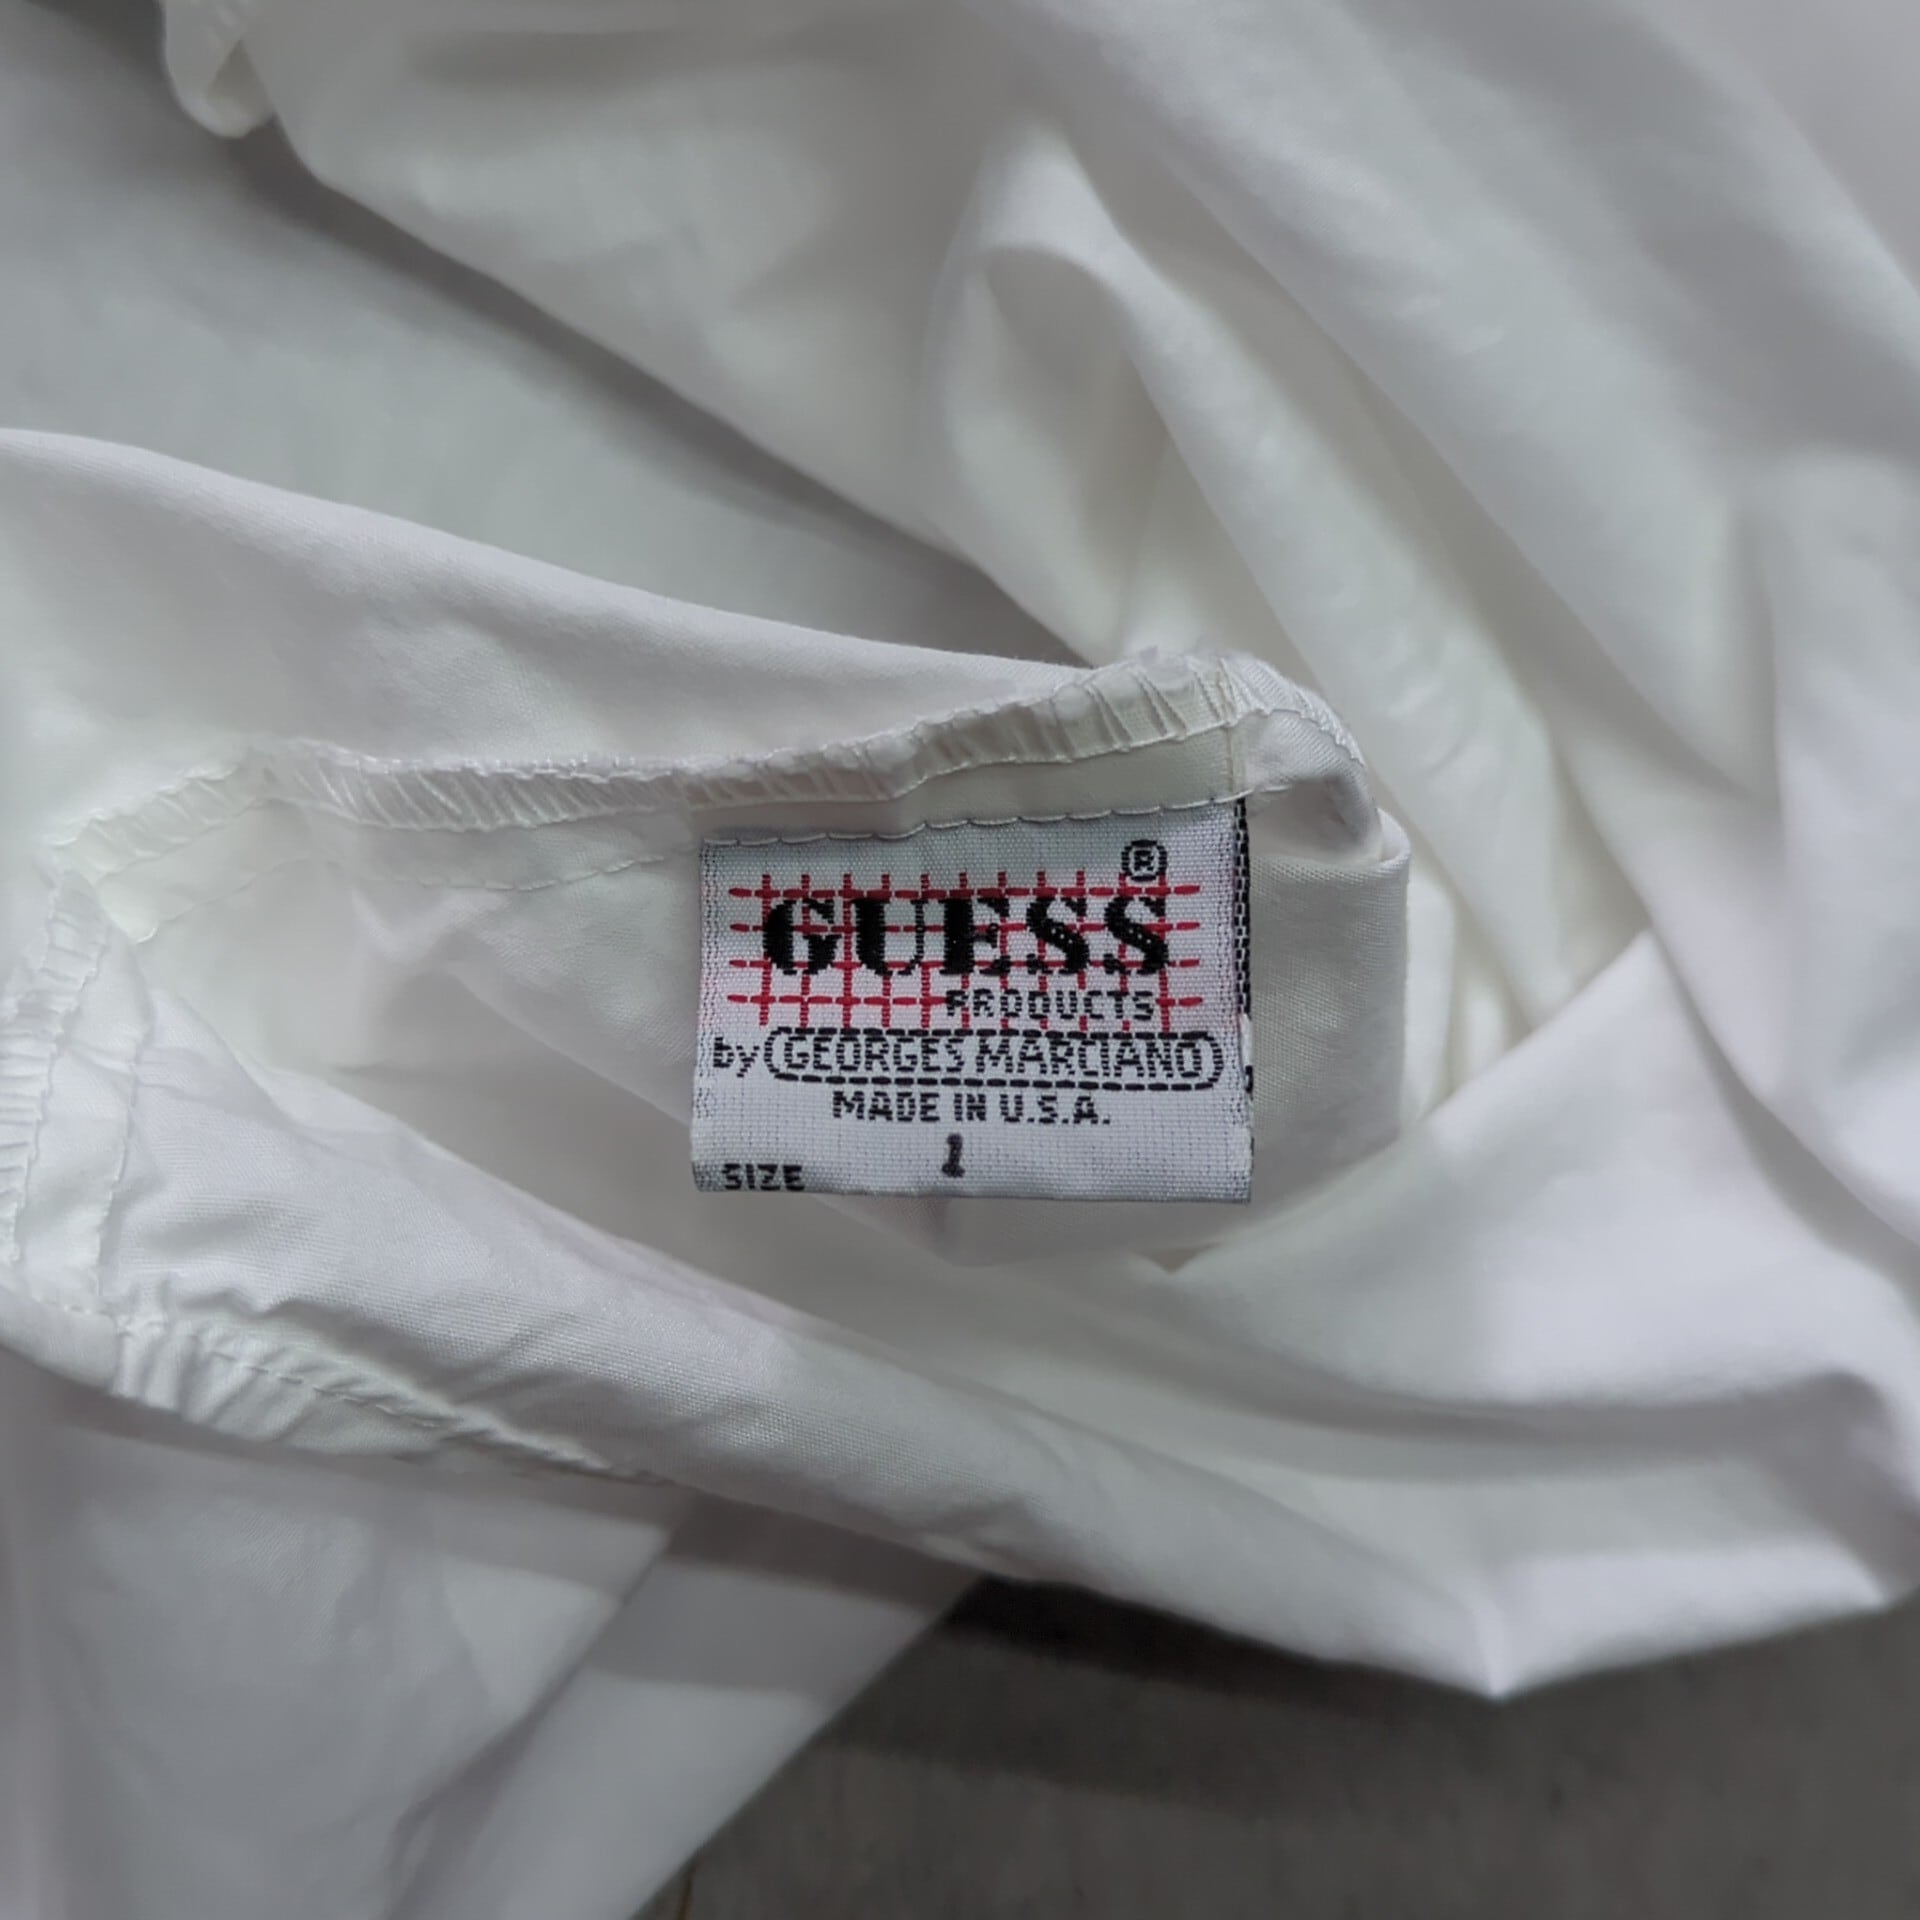 ®
GUESS
PRODUCTS
by GEORGES MARCIANO
MADE IN U.S.A.
SIZE 1